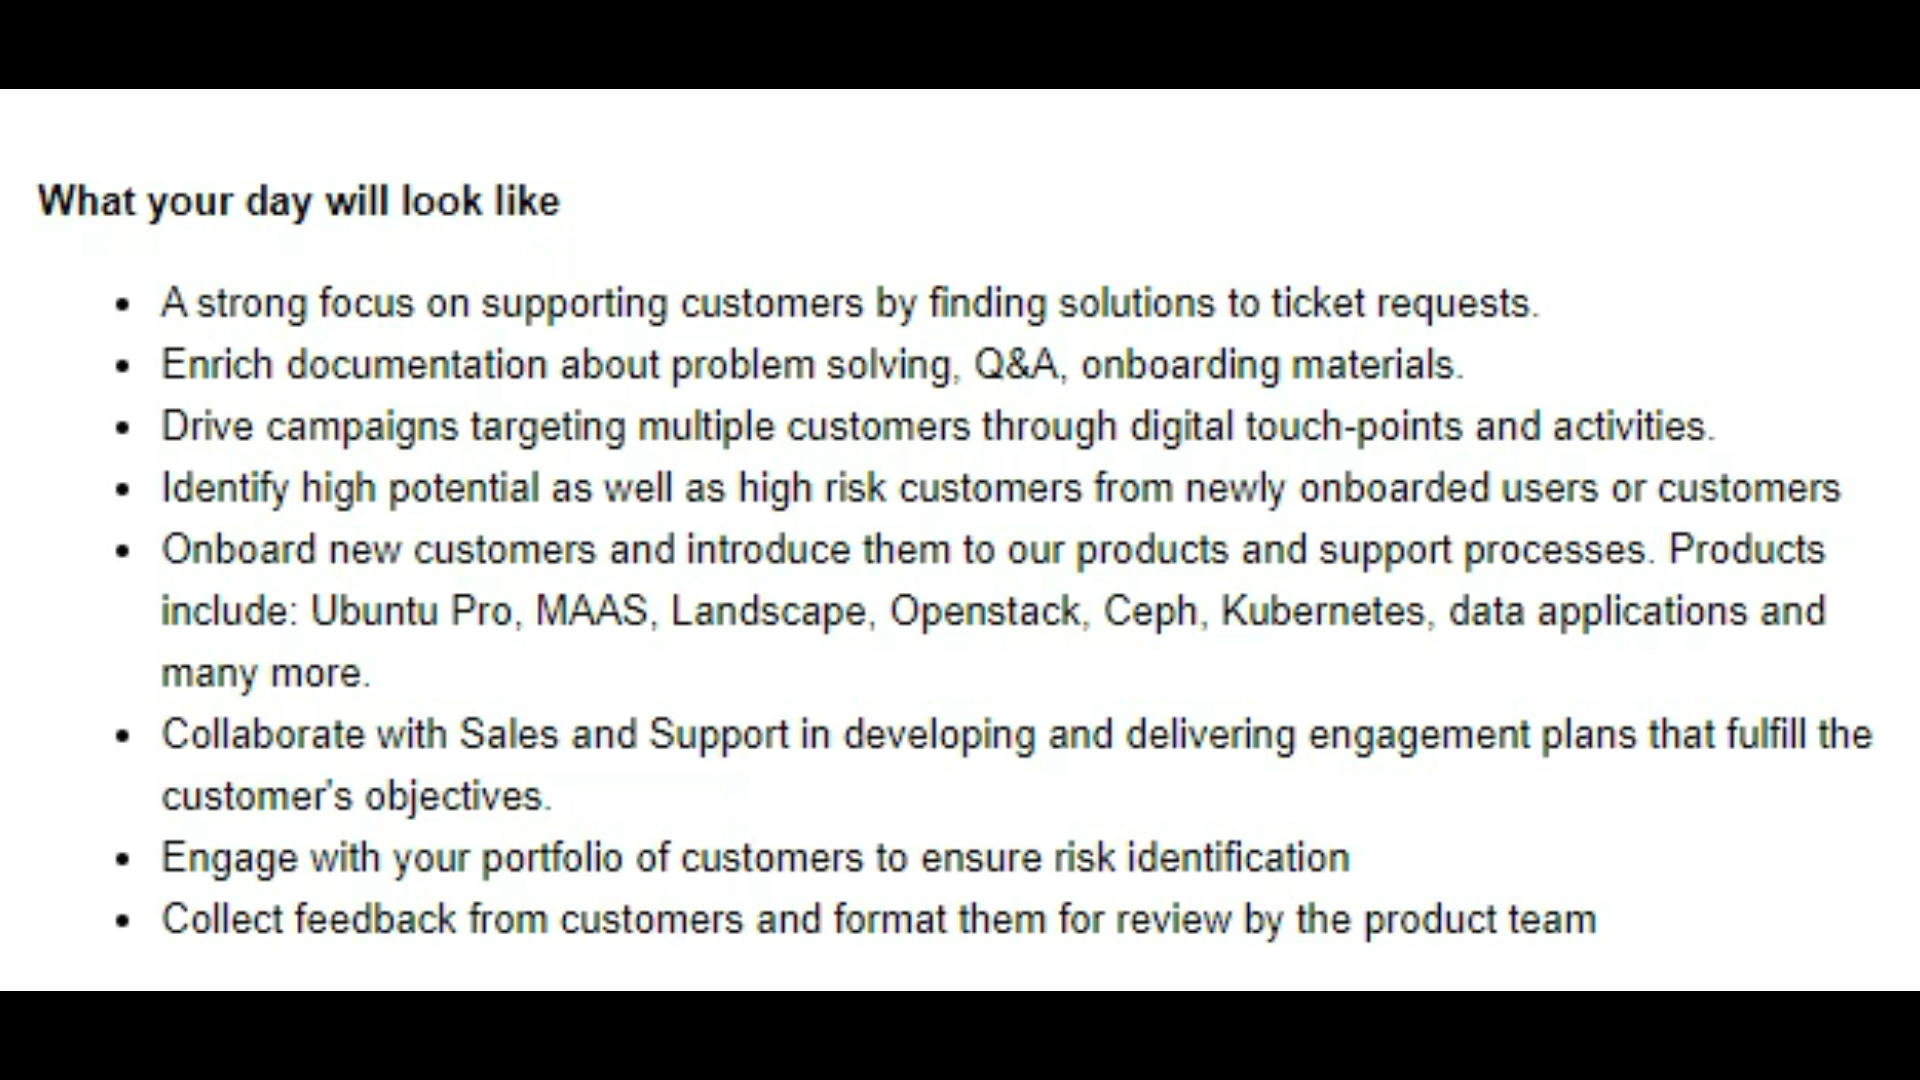 What your day will look like
• A strong focus on supporting customers by finding solutions to ticket requests.
• Enrich documentation about problem solving, Q&A, onboarding materials.
• Drive campaigns targeting multiple customers through digital touch-points and activities.
• Identify high potential as well as high risk customers from newly onboarded users or customers
• Onboard new customers and introduce them to our products and support processes. Products
include: Ubuntu Pro, MAAS, Landscape, Openstack, Ceph, Kubernetes, data applications and
many more.
• Collaborate with Sales and Support in developing and delivering engagement plans that fulfill the
customer's objectives.
• Engage with your portfolio of customers to ensure risk identification
• Collect feedback from customers and format them for review by the product team